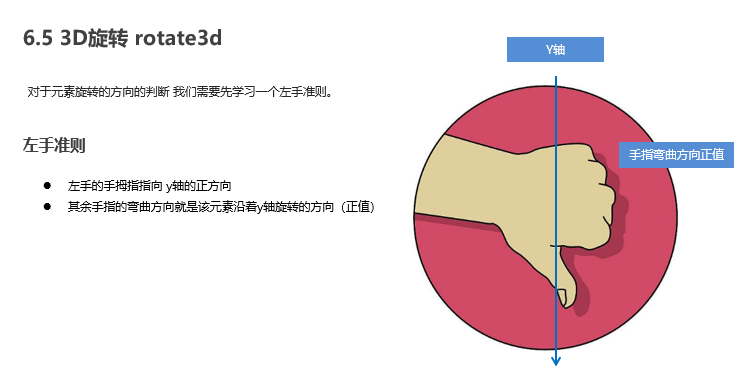 6.5 3D旋转 rotate3d
Y轴
对于元素旋转的方向的判断 我们需要先学习一个左手准则。
手指弯曲方向正值
左手准则
● 左手的手拇指指向 y轴的正方向
● 其余手指的弯曲方向就是该元素沿着y轴旋转的方向（正值）